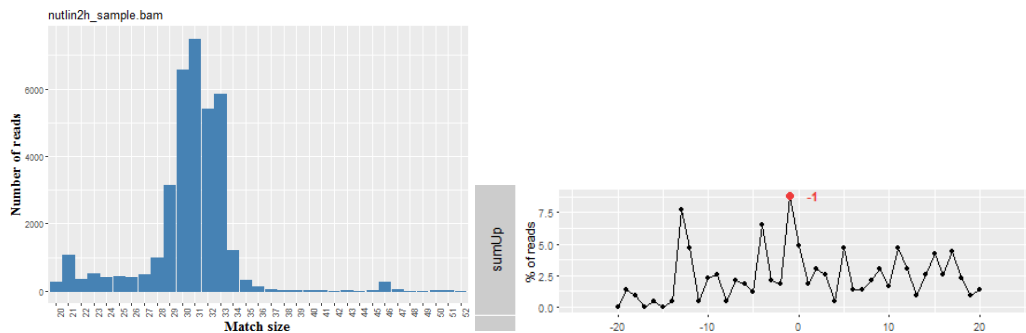 nutlin2h_sample.bam
Number of reads
6000
4000
2000
0
20 21 22 23 24 25 26 27 28 29 30 31 32 33 34 35 36 37 38 39 40 41 42 43 44 45 46 47 48 49 50 51 52
Match size
sumUp
% of reads
7.5
5.0
2.5
0.0
-1
-20 -10 0 10 20